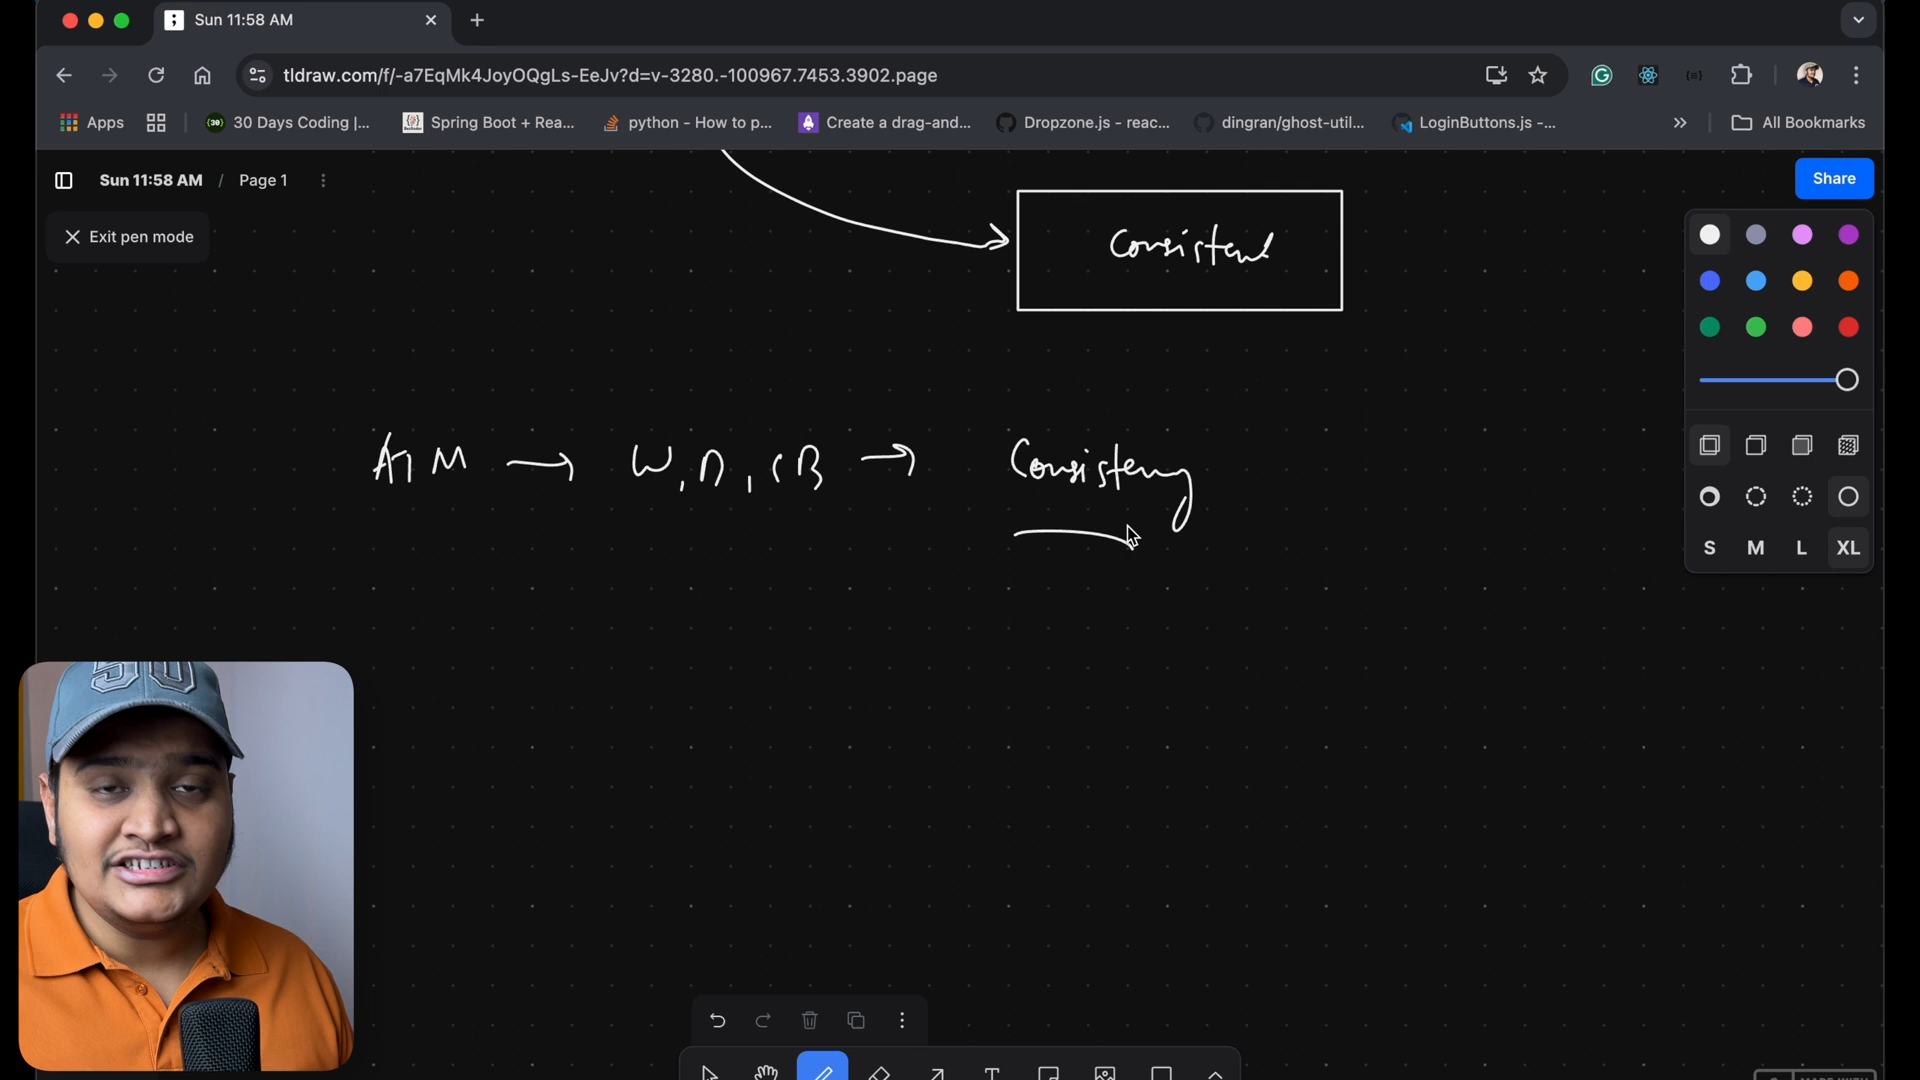 Sun 11:58 AM
tldraw.com/f/-a7EqMk4JoyOQgLs-EeJv?d=v-3280.-100967.7453.3902.page
Apps
30 Days Coding |...
Spring Boot + Rea...
python - How to p...
Create a drag-and...
Dropzone.js - reac...
dingran/ghost-util...
LoginButtons.js -...
All Bookmarks
Sun 11:58 AM / Page 1
Share
Exit pen mode
Consistent
ATM → W, D, CB → Consistency
S M L XL
50